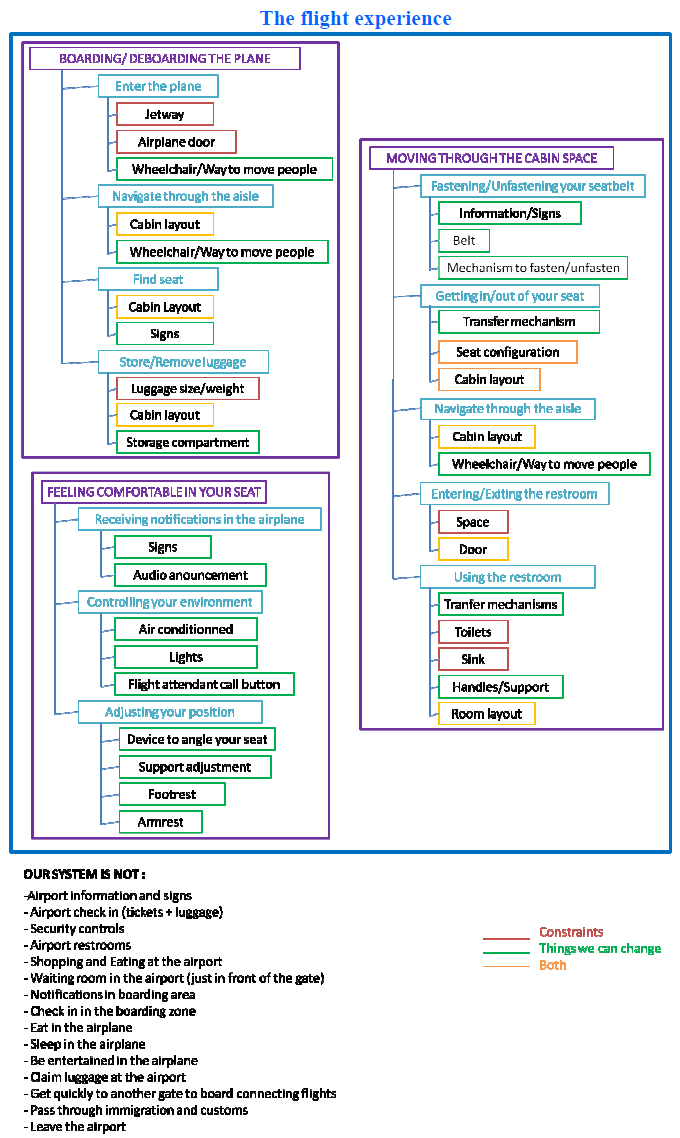 The flight experience
BOARDING/ DEBOARDING THE PLANE
Enter the plane
Jetway
Airplane door
Wheelchair/Way to move people
Navigate through the aisle
Cabin layout
Wheelchair/Way to move people
Find seat
Cabin Layout
Signs
Store/Remove luggage
Luggage size/weight
Cabin layout
Storage compartment
FEELING COMFORTABLE IN YOUR SEAT
Receiving notifications in the airplane
Signs
Audio anouncement
Controlling your environment
Air conditionned
Lights
Flight attendant call button
Adjusting your position
Device to angle your seat
Support adjustment
Footrest
Armrest
MOVING THROUGH THE CABIN SPACE
Fastening/Unfastening your seatbelt
Information/Signs
Belt
Mechanism to fasten/unfasten
Getting in/out of your seat
Transfer mechanism
Seat configuration
Cabin layout
Navigate through the aisle
Cabin layout
Wheelchair/Way to move people
Entering/Exiting the restroom
Space
Door
Using the restroom
Tranfer mechanisms
Toilets
Sink
Handles/Support
Room layout
OUR SYSTEM IS NOT :
-Airport information and signs
- Airport check in (tickets + luggage)
- Security controls
- Airport restrooms
- Shopping and Eating at the airport
- Waiting room in the airport (just in front of the gate)
- Notifications in boarding area
- Check in in the boarding zone
- Eat in the airplane
- Sleep in the airplane
- Be entertained in the airplane
- Claim luggage at the airport
- Get quickly to another gate to board connecting flights
- Pass through immigration and customs
- Leave the airport
Constraints
Things we can change
Both